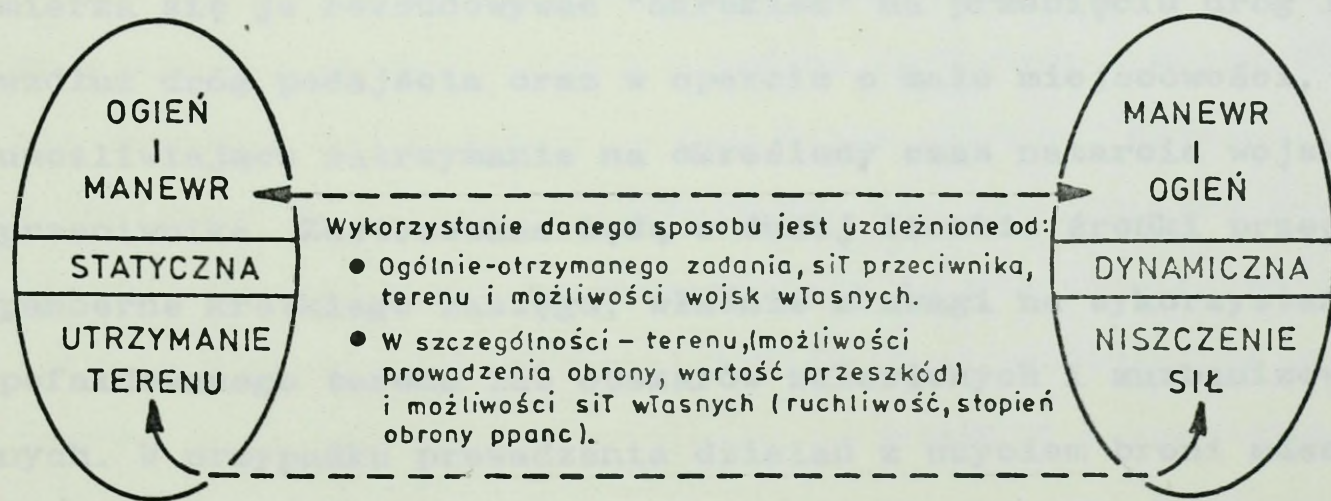 OGIEŃ
I
MANEWR
STATYCZNA
UTRZYMANIE
TERENU
Wykorzystanie danego sposobu jest uzależnione od:
● Ogólnie-otrzymanego zadania, sił przeciwnika,
terenu i możliwości wojsk własnych.
● W szczególności – terenu,(możliwości
prowadzenia obrony, wartość przeszkód)
i możliwości sił własnych (ruchliwość, stopień
obrony ppanc).
MANEWR
I
OGIEŃ
DYNAMICZNA
NISZCZENIE
SIŁ